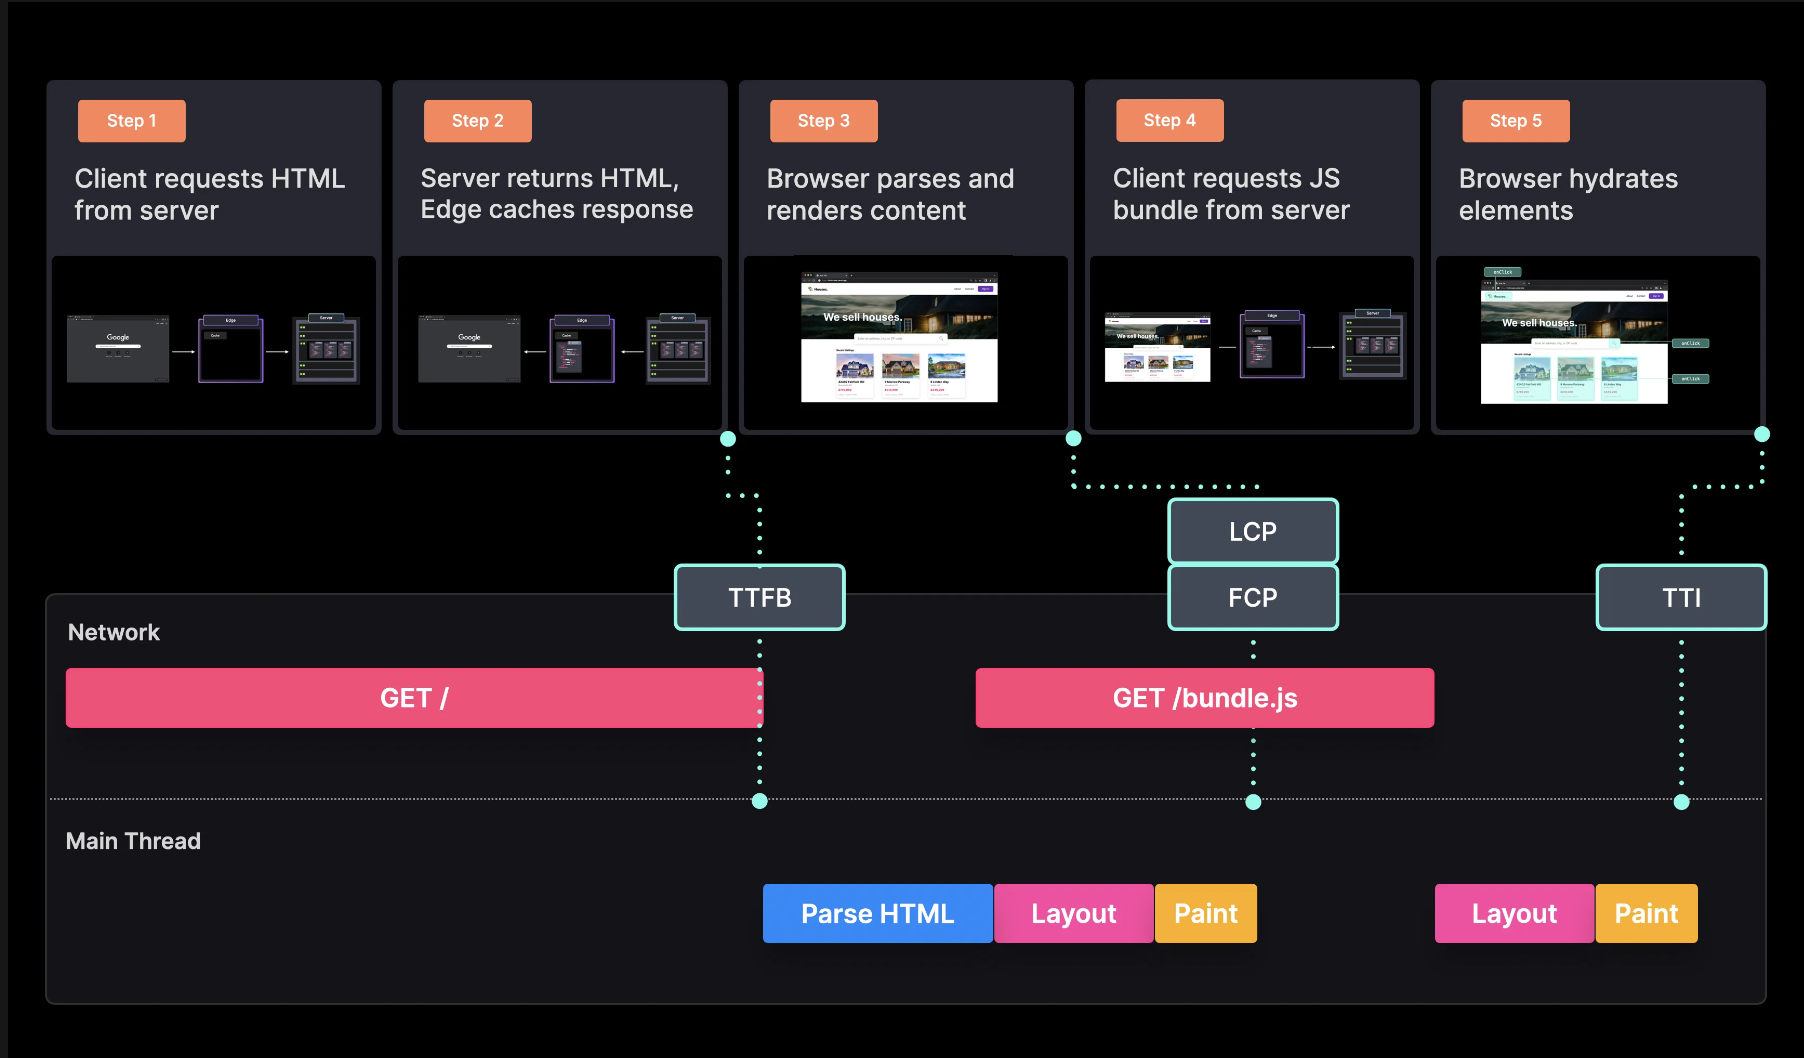 Step 1
Client requests HTML
from server
Google
Edge
Cache
Server
Step 2
Server returns HTML,
Edge caches response
Google
Edge
Cache
Server
Step 3
Browser parses and
renders content
We sell houses.
Step 4
Client requests JS
bundle from server
We sell houses.
Edge
Cache
Server
Step 5
Browser hydrates
elements
onClick
We sell houses.
onClick
onClick
LCP
TTFB
FCP
TTI
Network
GET /
GET /bundle.js
Main Thread
Parse HTML
Layout
Paint
Layout
Paint